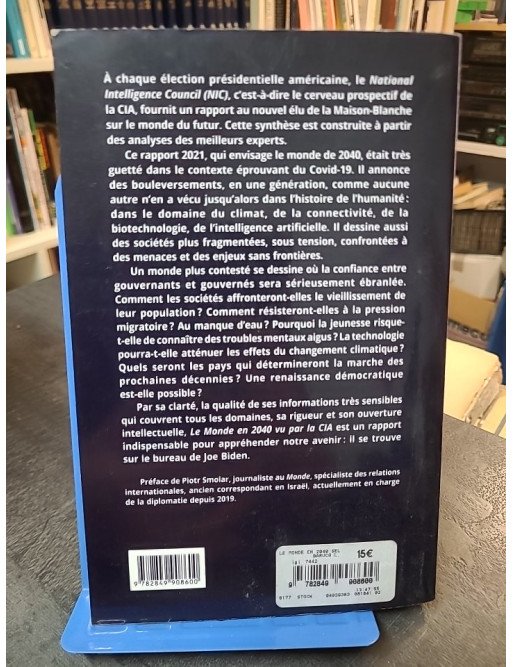 À chaque élection présidentielle américaine, le National
Intelligence Council (NIC), c'est-à-dire le cerveau prospectif de
la CIA, fournit un rapport au nouvel élu de la Maison-Blanche
sur le monde du futur. Cette synthèse est construite à partir
des analyses des meilleurs experts.
Ce rapport 2021, qui envisage le monde de 2040, était très
guetté dans le contexte éprouvant du Covid-19. Il annonce
des bouleversements, en une génération, comme aucune
autre n'en a vécu jusqu'alors dans l'histoire de l'humanité :
dans le domaine du climat, de la connectivité, de la
biotechnologie, de l'intelligence artificielle. Il dessine aussi
des sociétés plus fragmentées, sous tension, confrontées à
des menaces et des enjeux sans frontières.
Un monde plus contesté se dessine où la confiance entre
gouvernants et gouvernés sera sérieusement ébranlée.
Comment les sociétés affronteront-elles le vieillissement de
leur population ? Comment résisteront-elles à la pression
migratoire ? Au manque d'eau ? Pourquoi la jeunesse risque-
t-elle de connaître des troubles mentaux aigus ? La technologie
pourra-t-elle atténuer les effets du changement climatique ?
Quels seront les pays qui détermineront la marche des
prochaines décennies ? Une renaissance démocratique
est-elle possible ?
Par sa clarté, la qualité de ses informations très sensibles
qui couvrent tous les domaines, sa rigueur et son ouverture
intellectuelle, Le Monde en 2040 vu par la CIA est un rapport
indispensable pour appréhender notre avenir : il se trouve
sur le bureau de Joe Biden.
Préface de Piotr Smolar, journaliste au Monde, spécialiste des relations
internationales, ancien correspondant en Israël, actuellement en charge
de la diplomatie depuis 2019.
9 782849 908600
LE MONDE EN 2040 SEL
15€
9 782849 908600
6177 STOCK